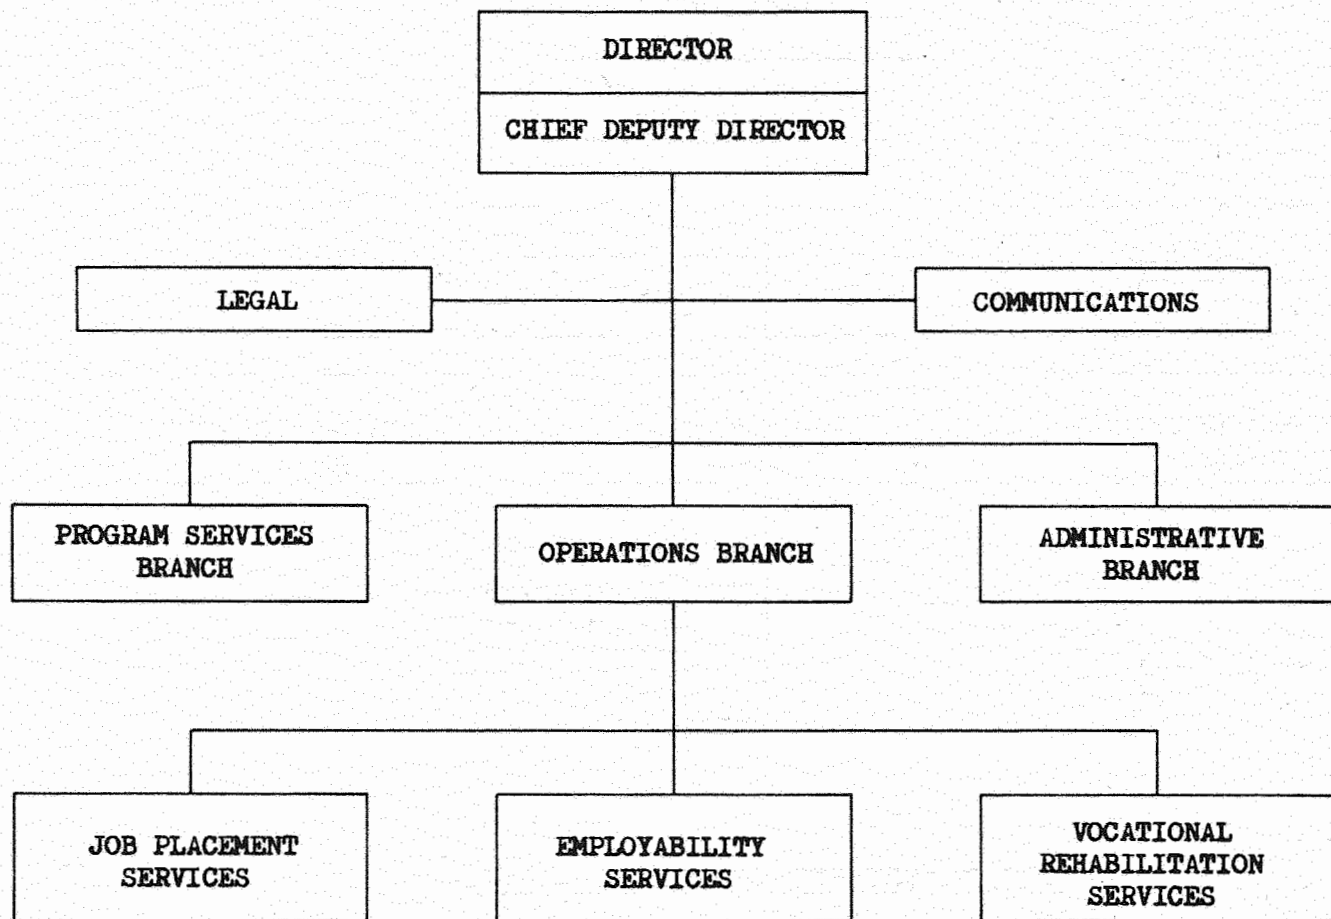 DIRECTOR
CHIEF DEPUTY DIRECTOR
LEGAL
COMMUNICATIONS
PROGRAM SERVICES
BRANCH
OPERATIONS BRANCH
ADMINISTRATIVE
BRANCH
JOB PLACEMENT
SERVICES
EMPLOYABILITY
SERVICES
VOCATIONAL
REHABILITATION
SERVICES